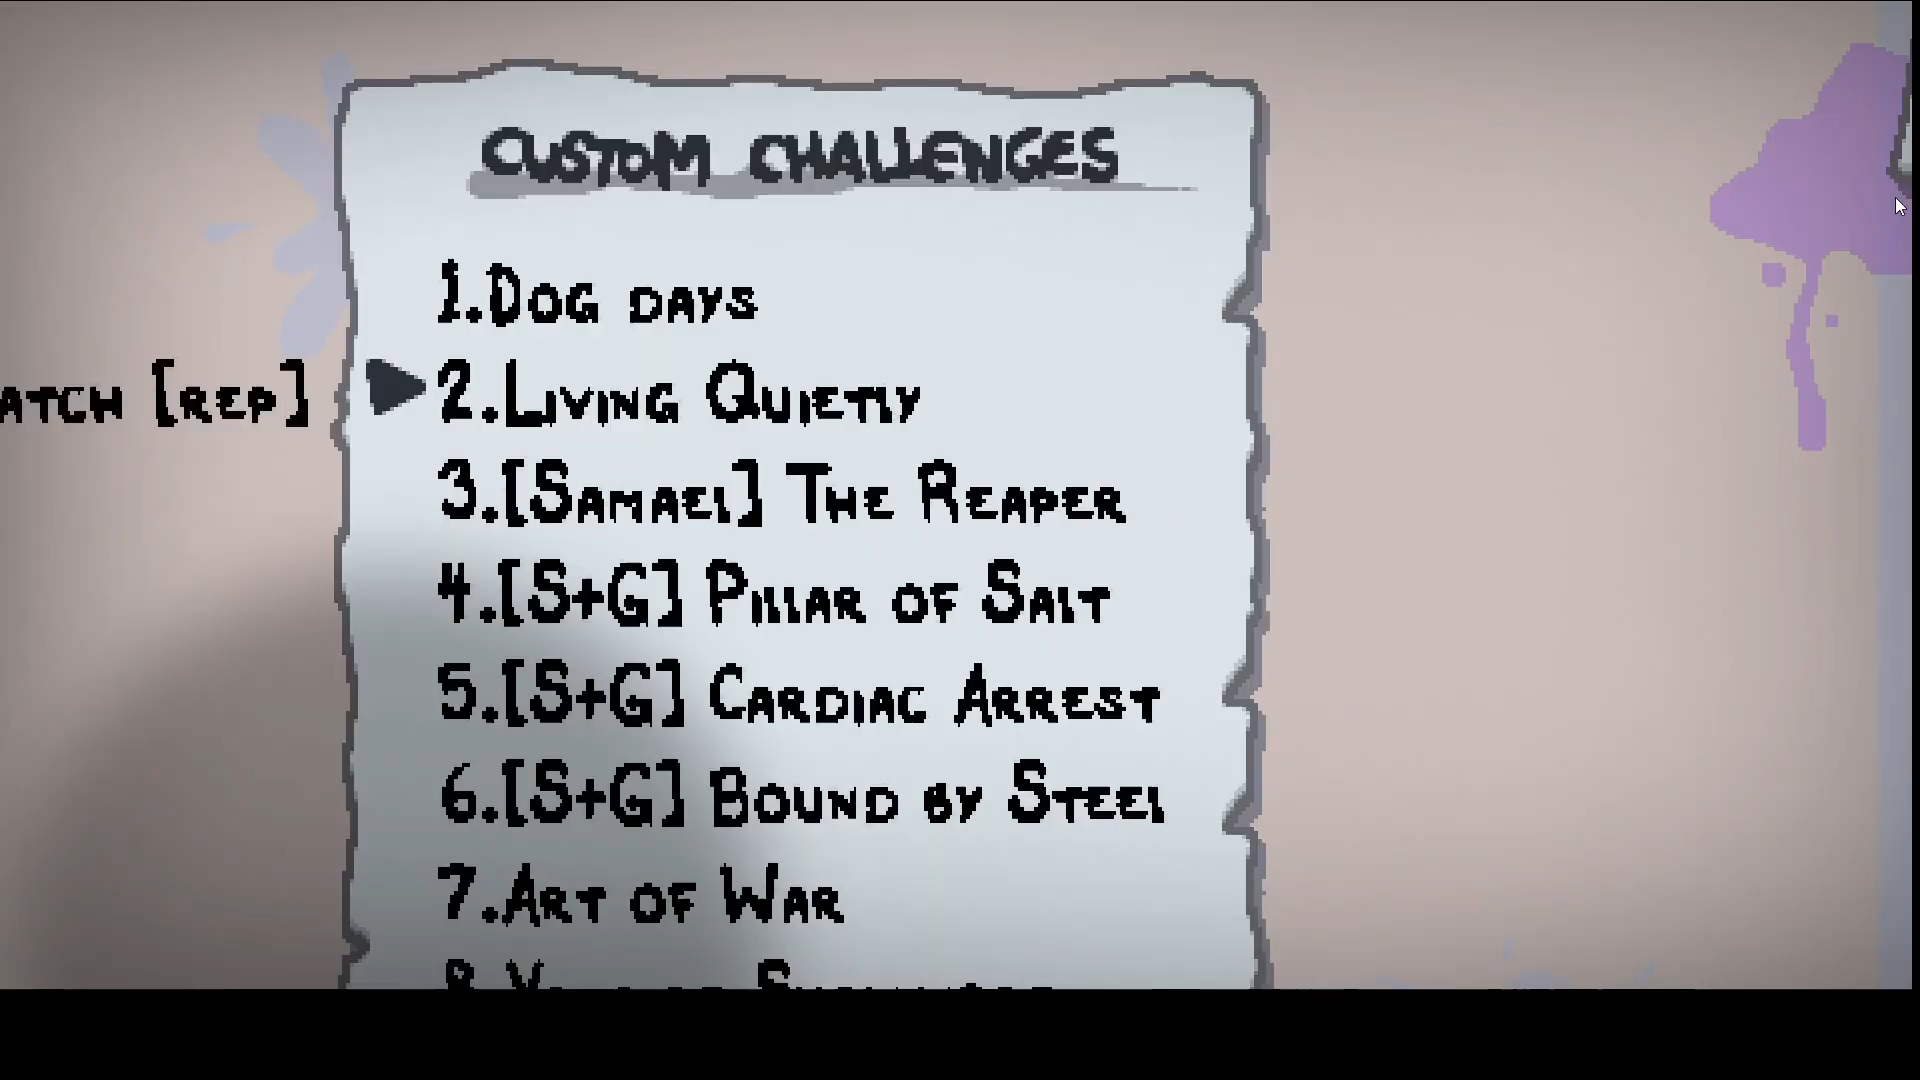 Custom Challenges
1.Dog days
atch [rep]
2.Living Quietly
3.[Samael] The Reaper
4.[S+G] Pillar of Salt
5.[S+G] Cardiac Arrest
6.[S+G] Bound by Steel
7.Art of War
8.